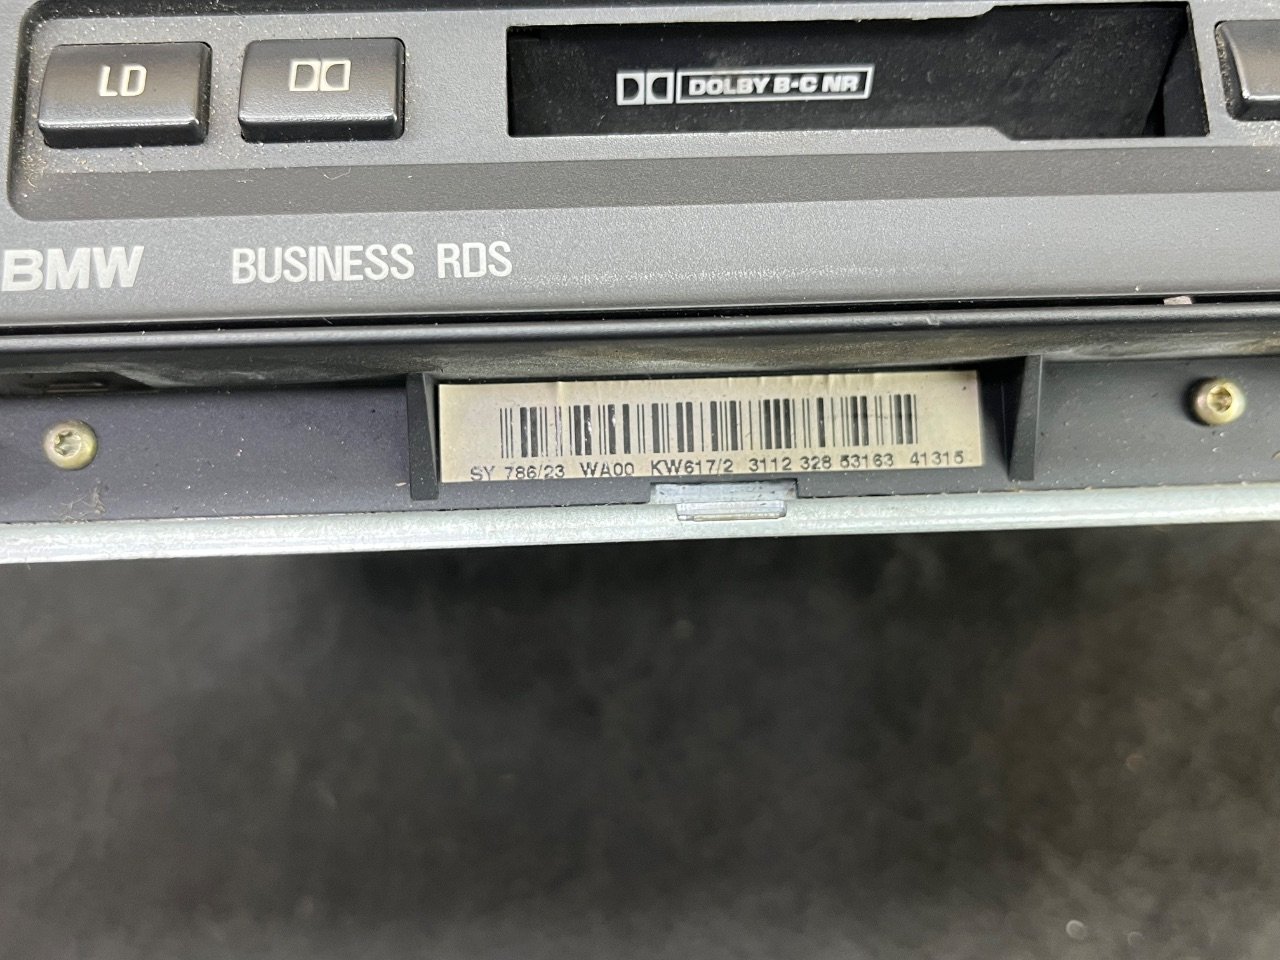 LD
DOLBY B-C NR
BMW BUSINESS RDS
SY 786/23 WA00 KW617/2 3112 328 53163 41315